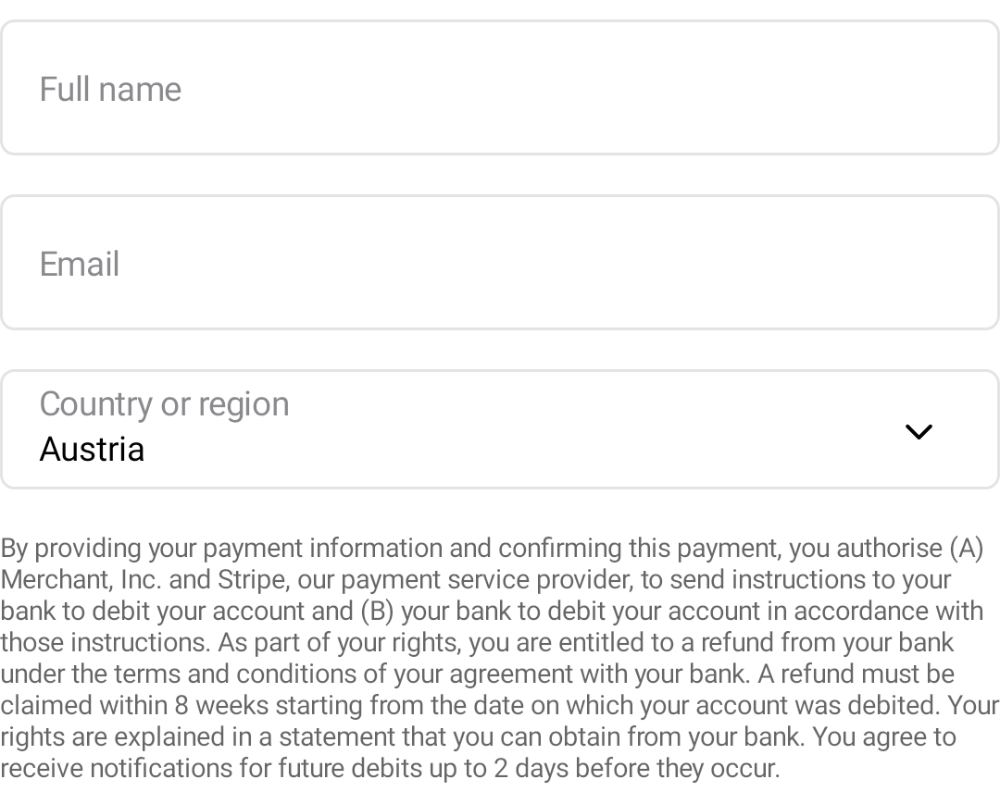 Full name
Email
Country or region
Austria
By providing your payment information and confirming this payment, you authorise (A)
Merchant, Inc. and Stripe, our payment service provider, to send instructions to your
bank to debit your account and (B) your bank to debit your account in accordance with
those instructions. As part of your rights, you are entitled to a refund from your bank
under the terms and conditions of your agreement with your bank. A refund must be
claimed within 8 weeks starting from the date on which your account was debited. Your
rights are explained in a statement that you can obtain from your bank. You agree to
receive notifications for future debits up to 2 days before they occur.